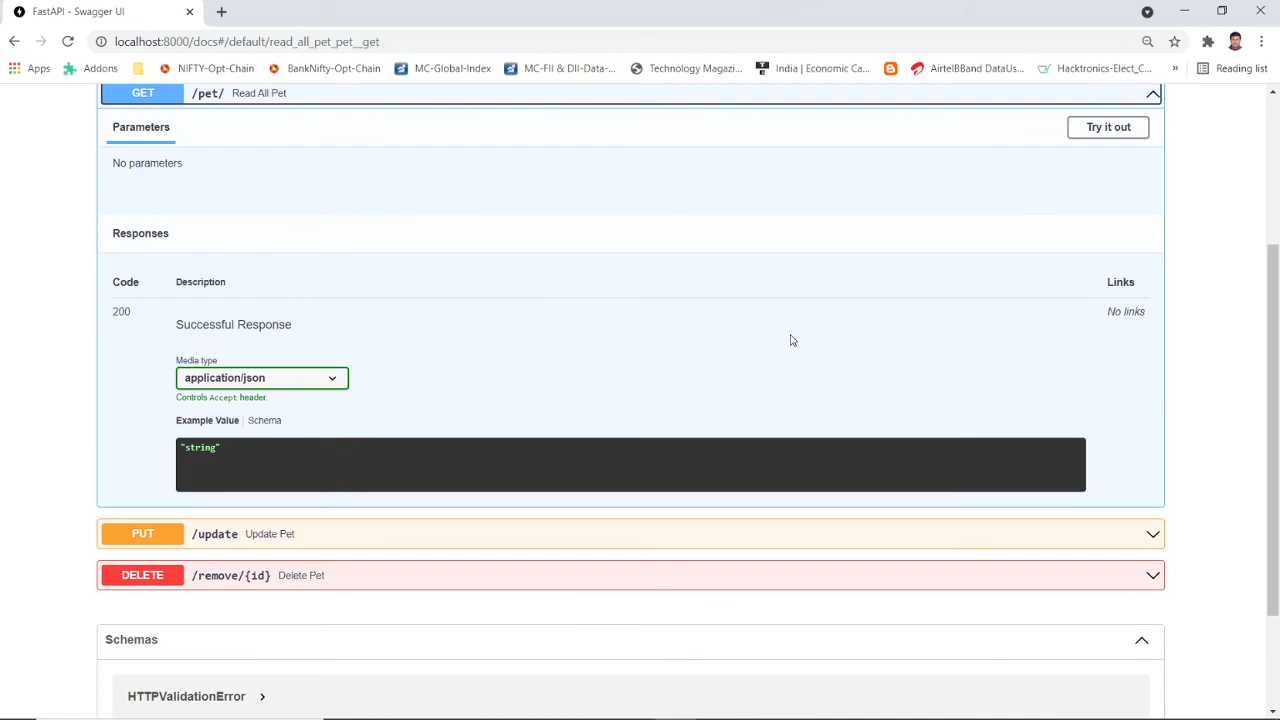 FastAPI - Swagger UI
localhost:8000/docs#/default/read_all_pet_pet__get
Apps Addons NIFTY-Opt-Chain BankNifty-Opt-Chain MC-Global-Index MC-FII & DII-Data-... Technology Magazi... India | Economic Ca... AirtelBBand DataUs... Hacktronics-Elect_C... » Reading list
GET /pet/ Read All Pet
Parameters Try it out
No parameters
Responses
Code Description Links
200 No links
Successful Response
Media type
application/json
Controls Accept header.
Example Value | Schema
"string"
PUT /update Update Pet
DELETE /remove/{id} Delete Pet
Schemas
HTTPValidationError >